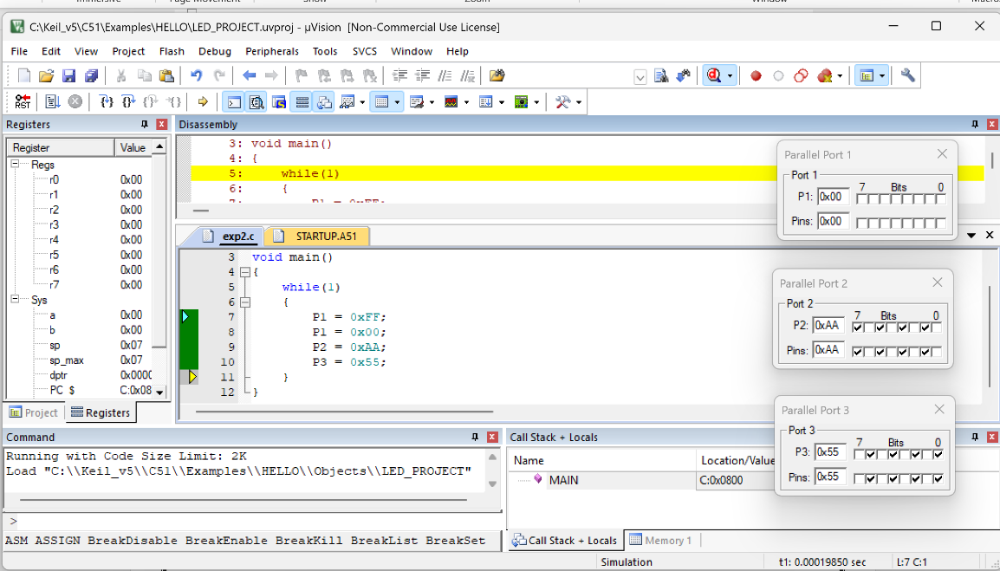 C:\Keil_v5\C51\Examples\HELLO\LED_PROJECT.uvproj - µVision [Non-Commercial Use License]
File Edit View Project Flash Debug Peripherals Tools SVCS Window Help
RST
Registers
Register Value
Regs
r0 0x00
r1 0x00
r2 0x00
r3 0x00
r4 0x00
r5 0x00
r6 0x00
r7 0x00
Sys
a 0x00
b 0x00
sp 0x07
sp_max 0x07
dptr 0x0000
PC $ C:0x08
Project Registers
Disassembly
3: void main()
4: {
5: while(1)
6: {
exp2.c STARTUP.A51
3 void main()
4 {
5 while(1)
6 {
7 P1 = 0xFF;
8 P1 = 0x00;
9 P2 = 0xAA;
10 P3 = 0x55;
11 }
12 }
Parallel Port 1
Port 1
7 Bits 0
P1: 0x00
Pins: 0x00
Parallel Port 2
Port 2
7 Bits 0
P2: 0xAA
Pins: 0xAA
Parallel Port 3
Port 3
7 Bits 0
P3: 0x55
Pins: 0x55
Command
Running with Code Size Limit: 2K
Load "C:\\Keil_v5\\C51\\Examples\\HELLO\\Objects\\LED_PROJECT"
>
ASM ASSIGN BreakDisable BreakEnable BreakKill BreakList BreakSet
Call Stack + Locals
Name Location/Value
MAIN C:0x0800
Call Stack + Locals Memory 1
Simulation t1: 0.00019850 sec L:7 C:1